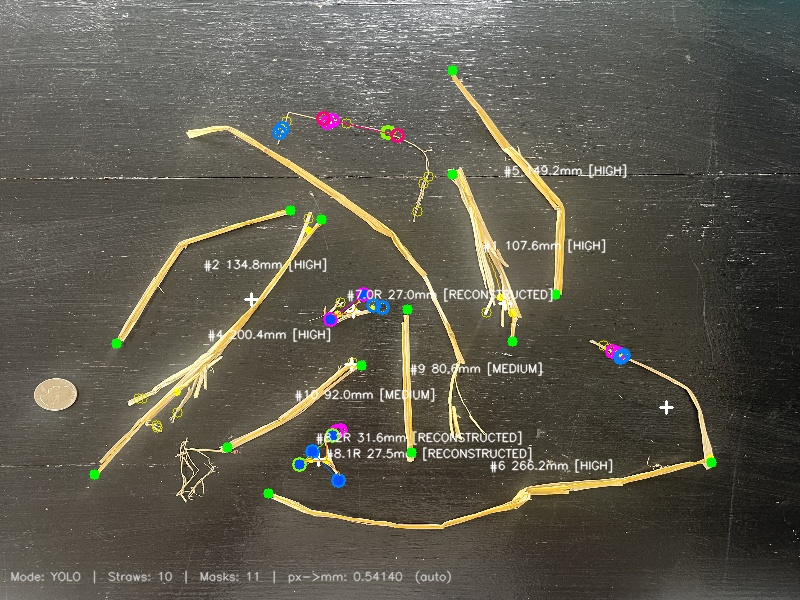 #5 149.2mm [HIGH]
#1 107.6mm [HIGH]
#2 134.8mm [HIGH]
#7.0R 27.0mm [RECONSTRUCTED]
#4 200.4mm [HIGH]
#9 80.6mm [MEDIUM]
#10 92.0mm [MEDIUM]
#8.2R 31.6mm [RECONSTRUCTED]
#8.1R 27.5mm [RECONSTRUCTED]
#6 266.2mm [HIGH]
Mode: YOLO | Straws: 10 | Masks: 11 | px->mm: 0.54140 (auto)